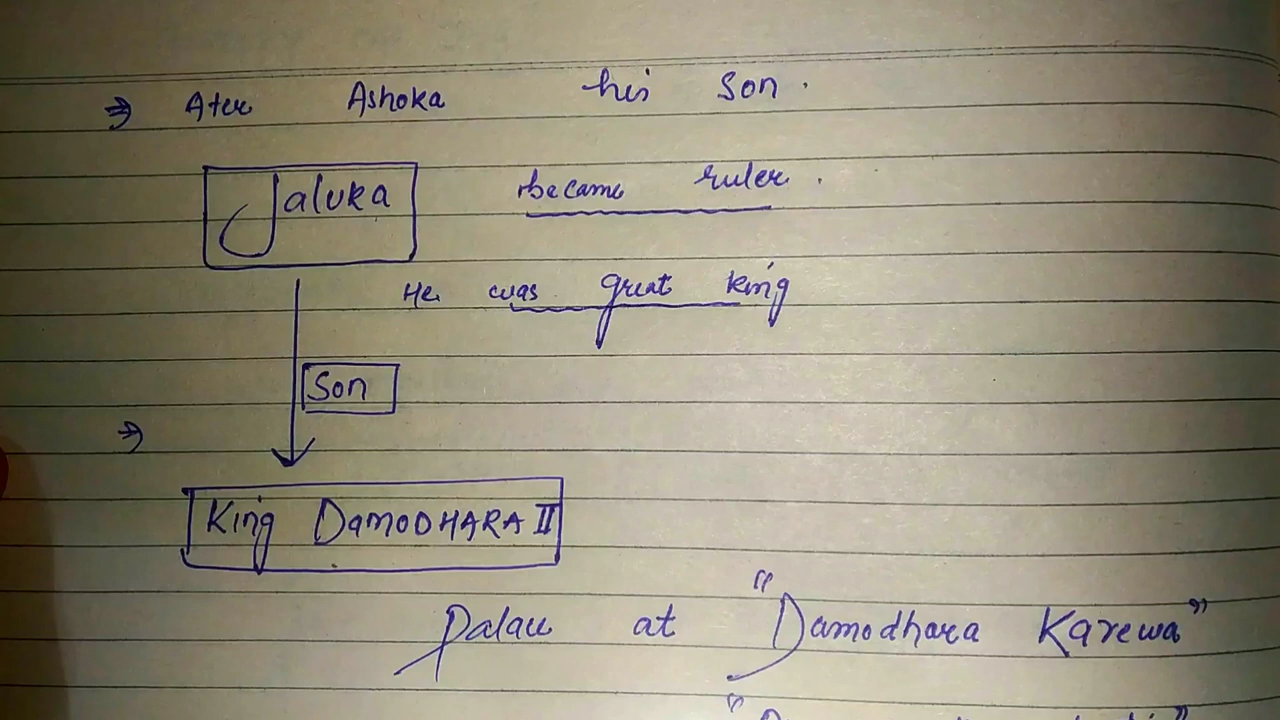 ⇒ Ater Ashoka his son.
Jaluka became ruler.
He was great king
Son
⇒
King DAMODHARA II
Palace at "Damodhara Karewa"